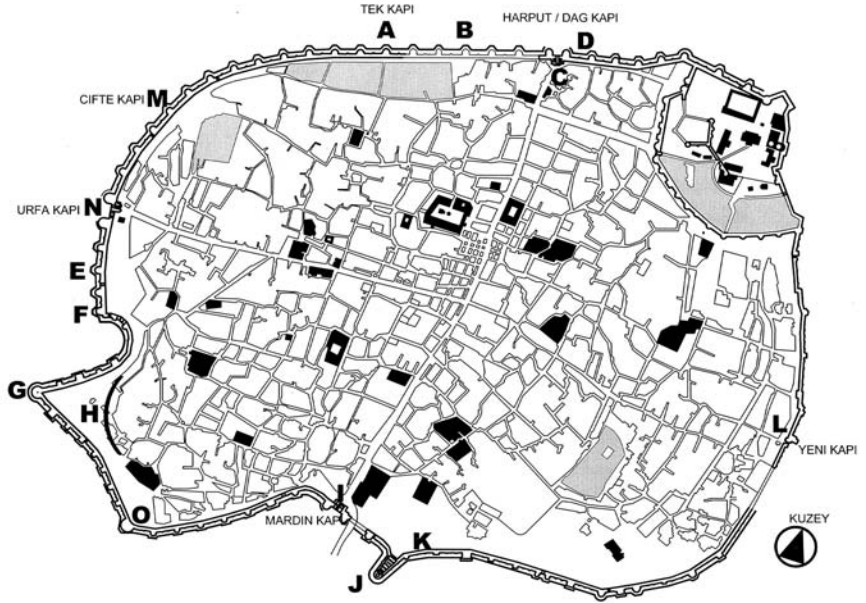 TEK KAPI
HARPUT / DAG KAPI
A
B
D
C
CIFTE KAPI
M
URFA KAPI
N
E
F
G
H
L
YENI KAPI
I
O
MARDIN KAPI
K
KUZEY
J